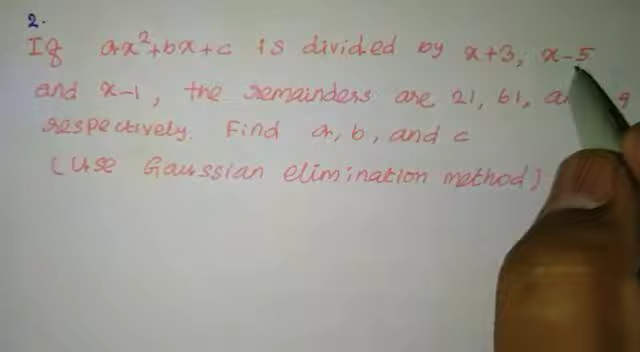 2.
If ax²+bx+c is divided by x+3, x-5
and x-1, the remainders are 21, 61, 9
respectively. Find a, b, and c
(Use Gaussian elimination method)